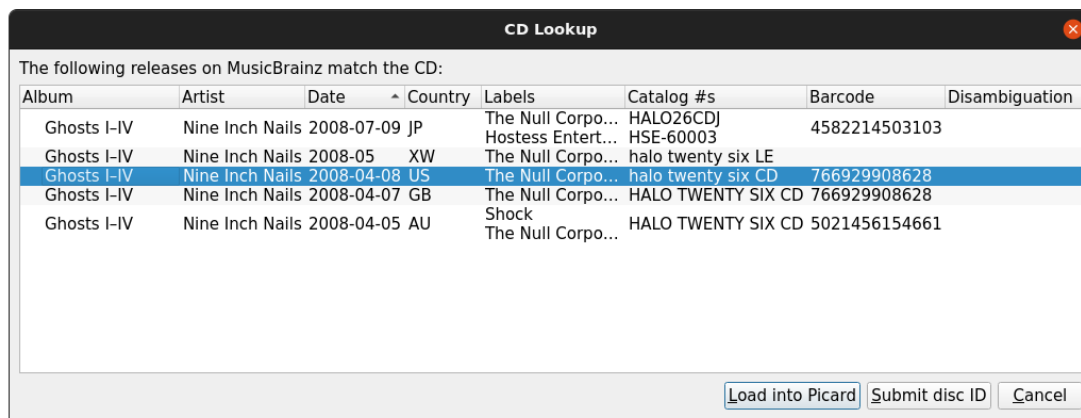 CD Lookup
The following releases on MusicBrainz match the CD:
Album Artist Date Country Labels Catalog #s Barcode Disambiguation
Ghosts I–IV Nine Inch Nails 2008-07-09 JP The Null Corpo... HALO26CDJ 4582214503103
Hostess Entert... HSE-60003
Ghosts I–IV Nine Inch Nails 2008-05 XW The Null Corpo... halo twenty six LE
Ghosts I–IV Nine Inch Nails 2008-04-08 US The Null Corpo... halo twenty six CD 766929908628
Ghosts I–IV Nine Inch Nails 2008-04-07 GB The Null Corpo... HALO TWENTY SIX CD 766929908628
Ghosts I–IV Nine Inch Nails 2008-04-05 AU Shock HALO TWENTY SIX CD 5021456154661
The Null Corpo...
Load into Picard Submit disc ID Cancel